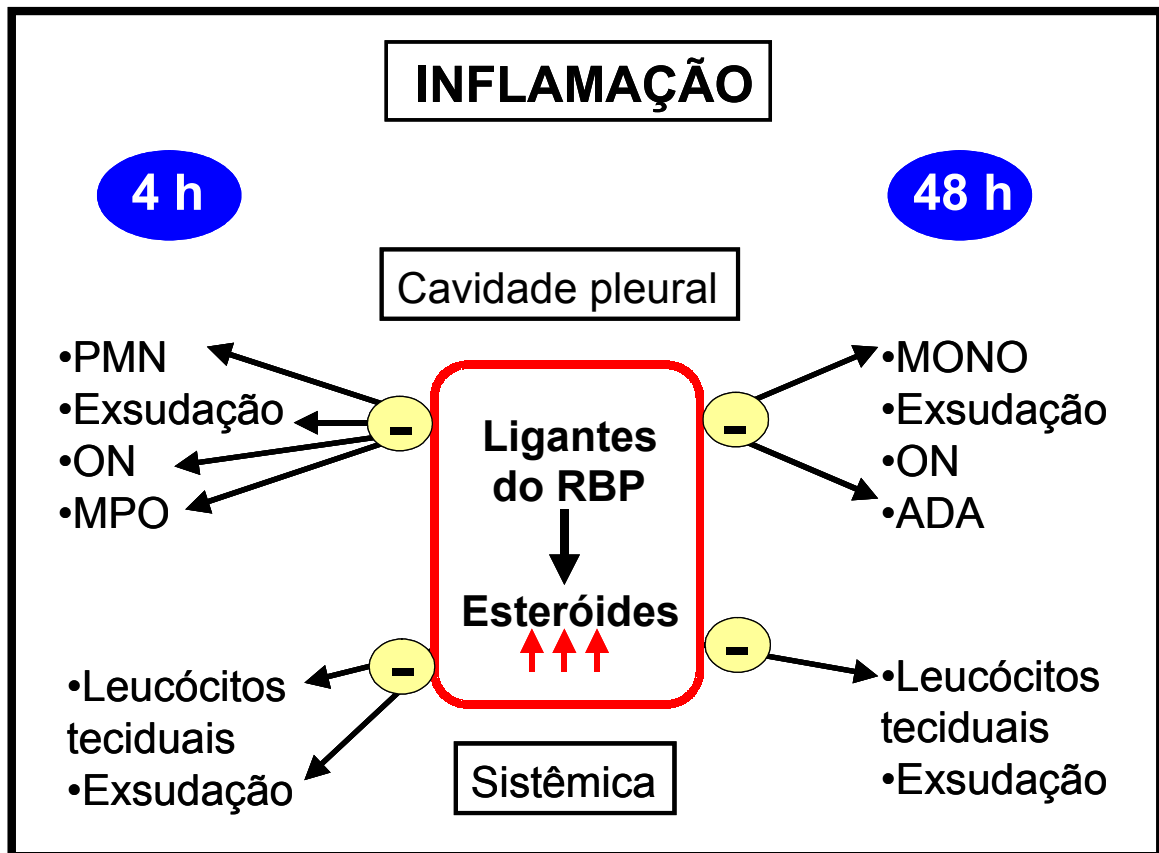 INFLAMAÇÃO
4 h
48 h
Cavidade pleural
•PMN
•Exsudação
•ON
•MPO
-
-
•MONO
•Exsudação
•ON
•ADA
Ligantes
do RBP
Esteróides
-
-
•Leucócitos
teciduais
•Exsudação
•Leucócitos
teciduais
•Exsudação
Sistêmica